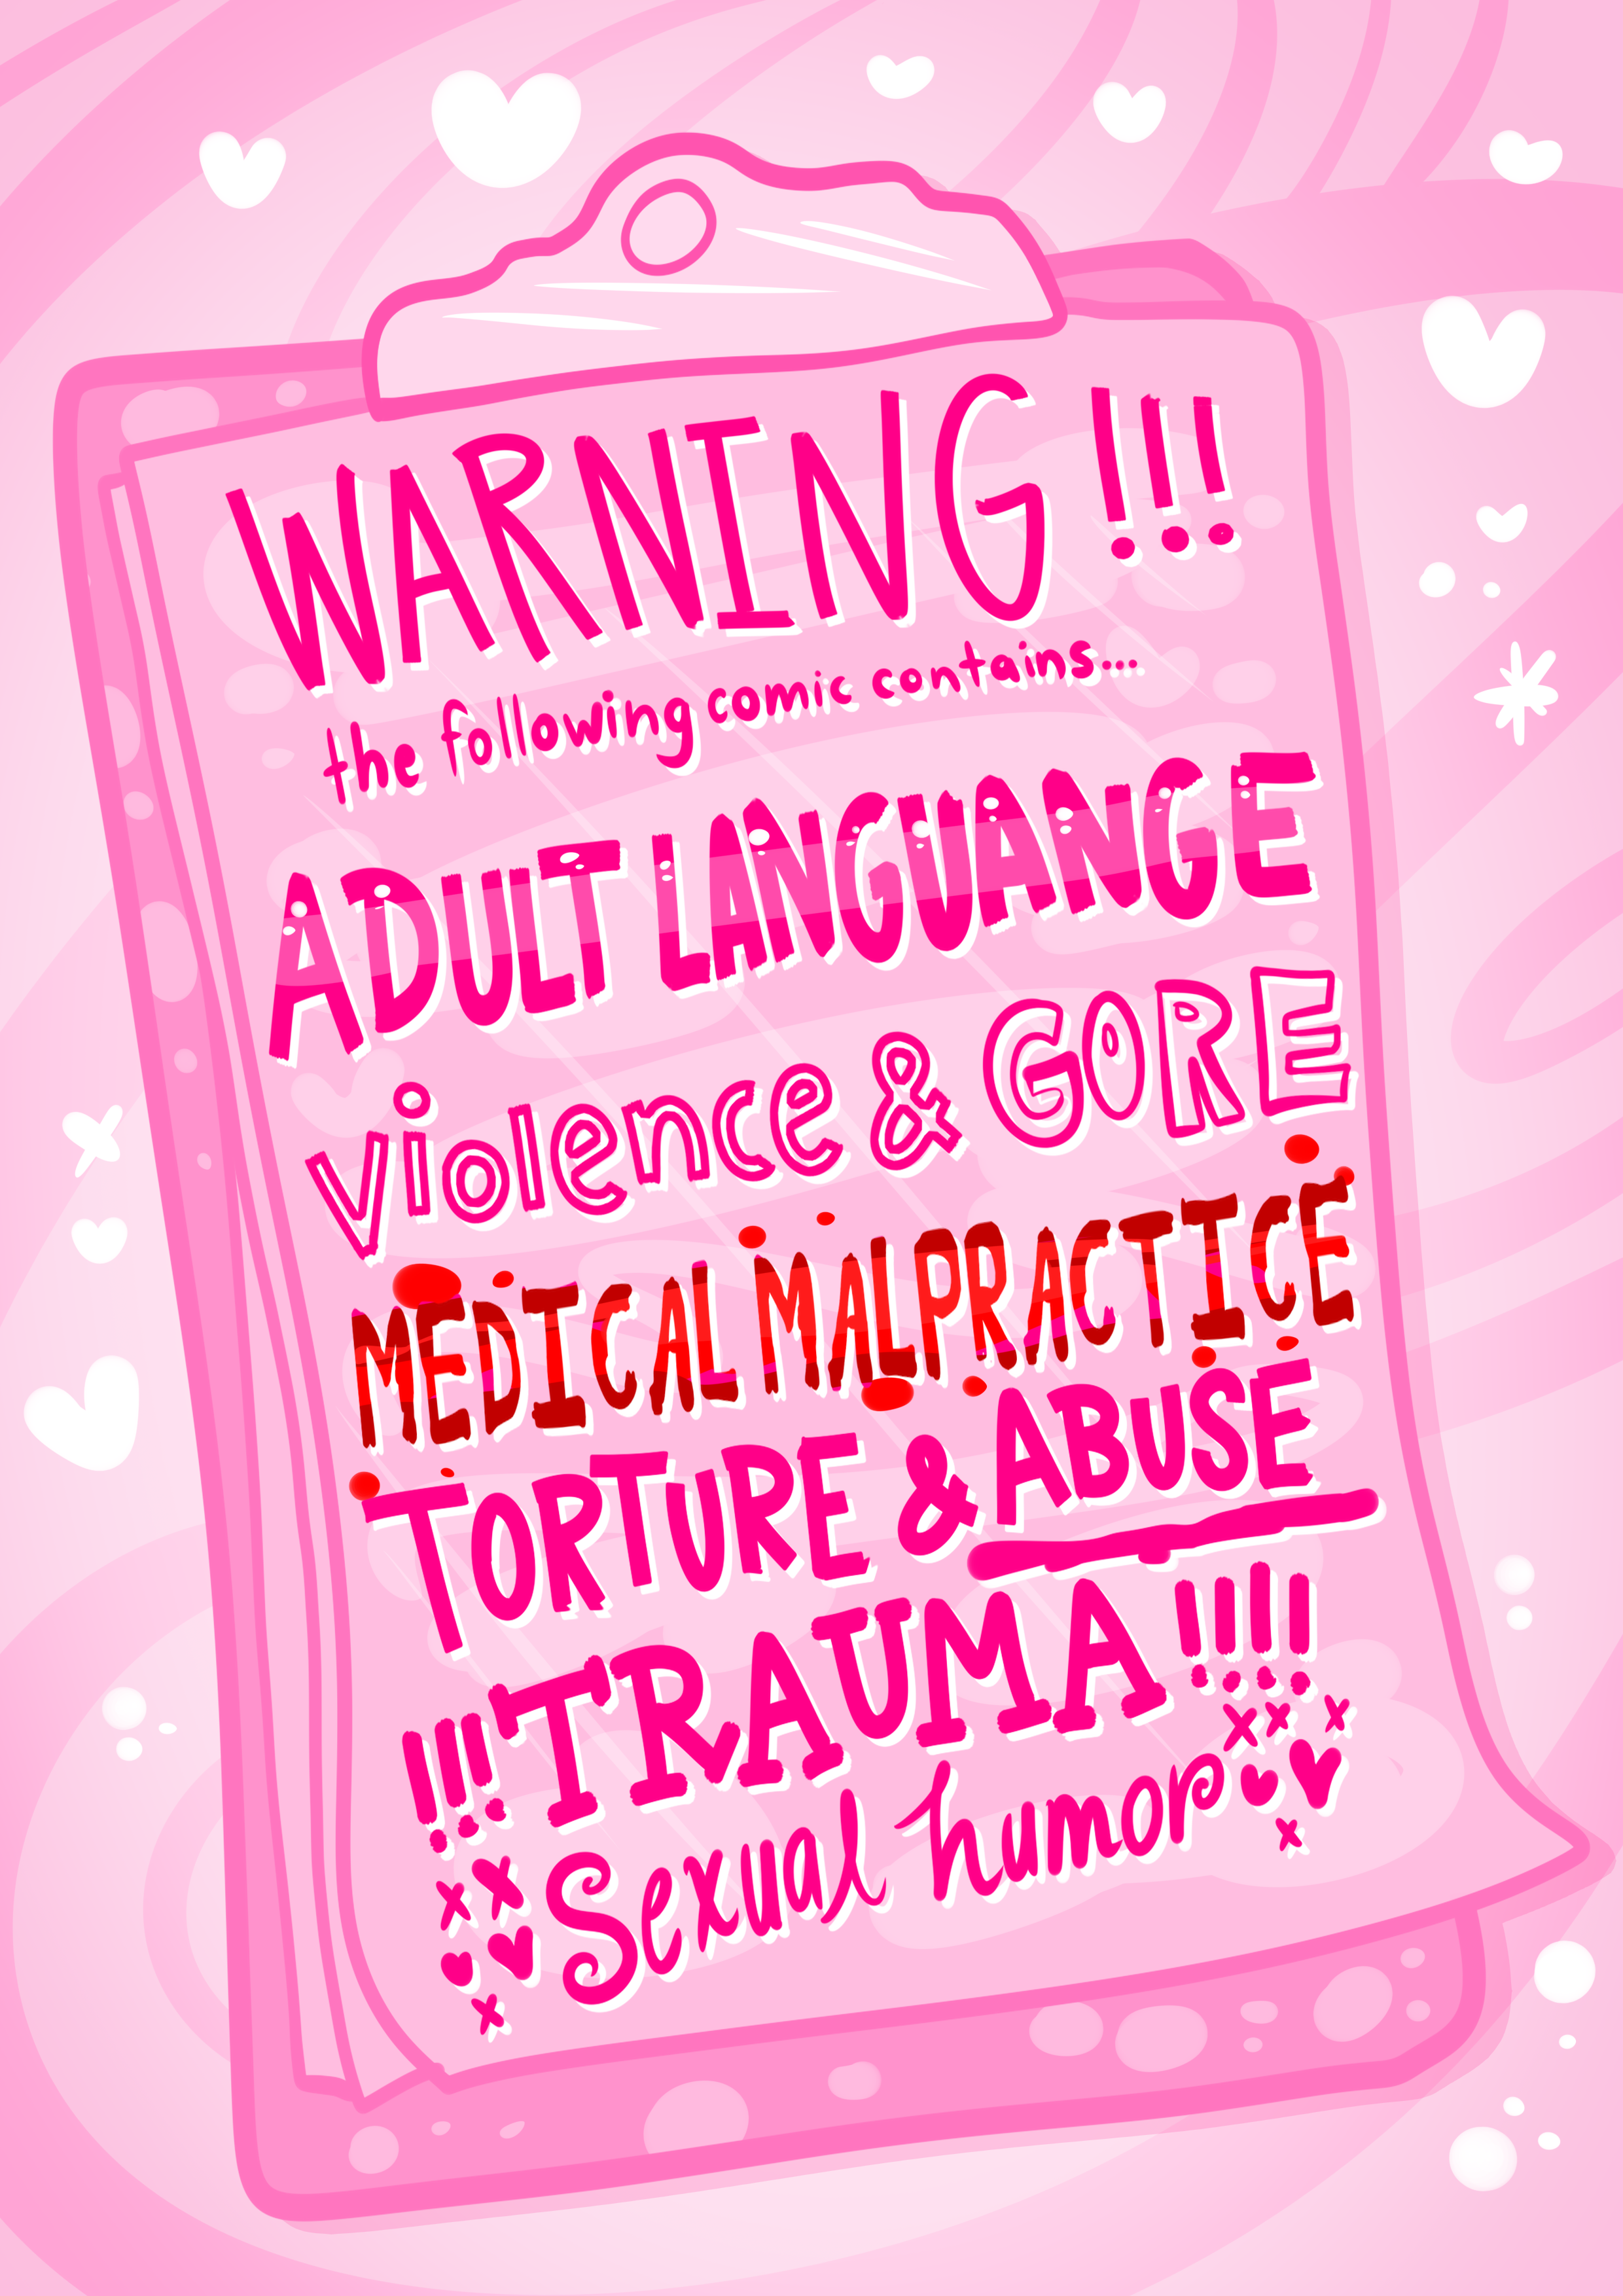 WARNING!!!
the following comic contains...
ADULT LANGUANGE
violence & GORE
MEDICAL MALPRACTICE
TORTURE & ABUSE
!!!TRAUMA!!!!
Sexual humor